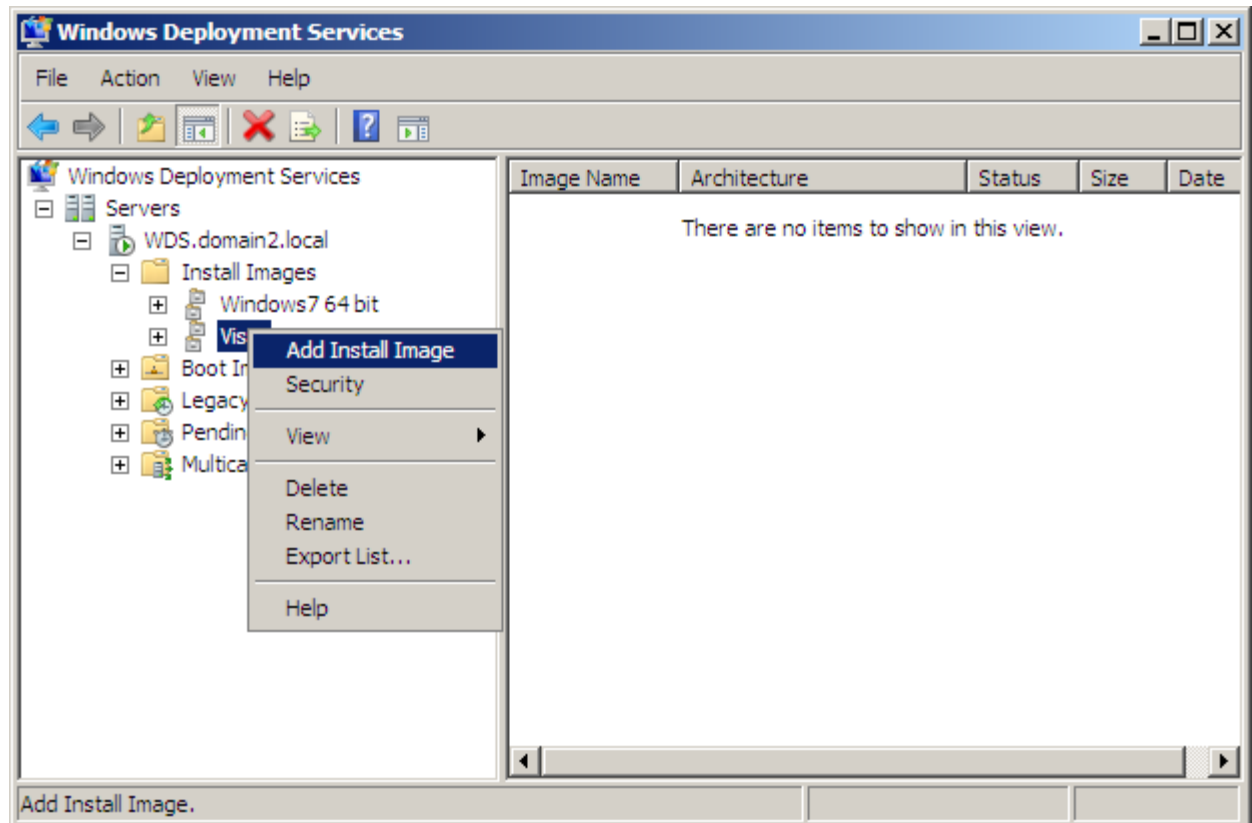 Windows Deployment Services
File Action View Help
Windows Deployment Services
Servers
WDS.domain2.local
Install Images
Windows7 64 bit
Vis
Boot
Legacy
Multica
Add Install Image
Security
View
Delete
Rename
Export List...
Help
Image Name Architecture Status Size Date
There are no items to show in this view.
Add Install Image.